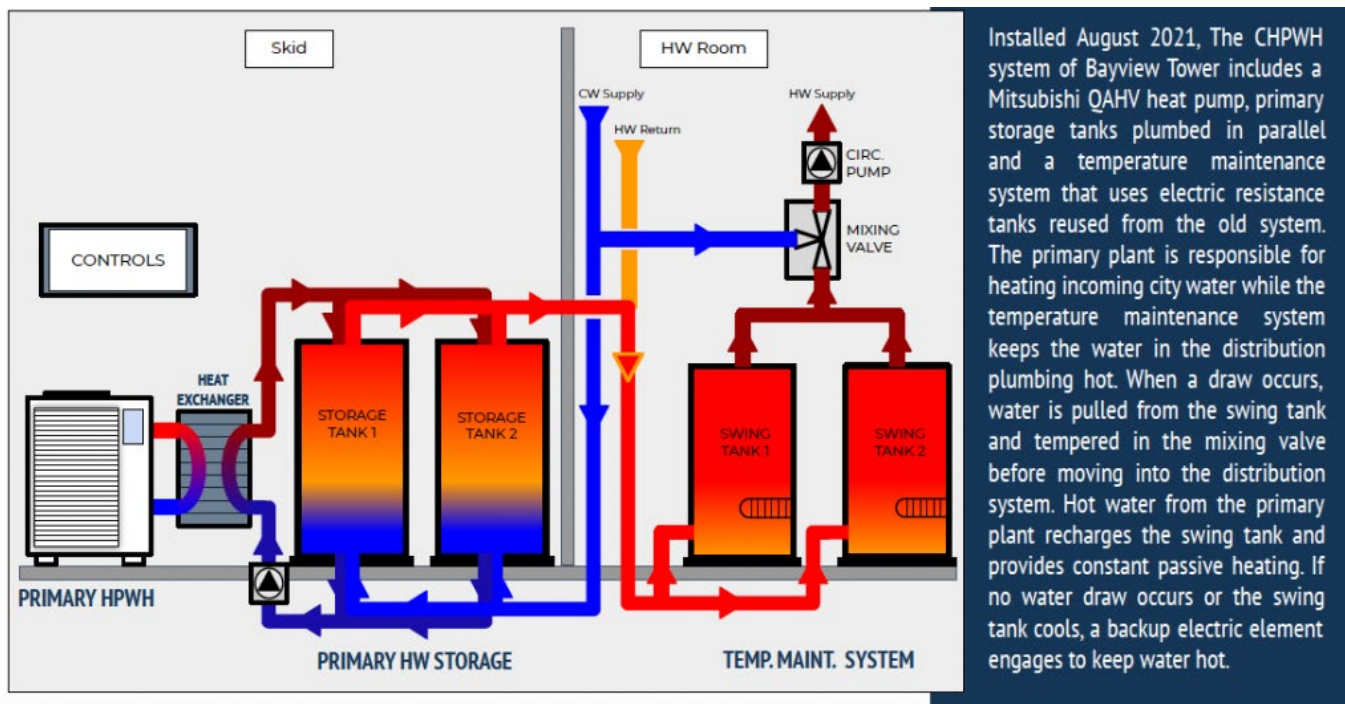 Skid
HW Room
CW Supply
HW Return
HW Supply
CIRC.
PUMP
MIXING
VALVE
CONTROLS
HEAT
EXCHANGER
STORAGE
TANK 1
STORAGE
TANK 2
SWING
TANK 1
SWING
TANK 2
PRIMARY HPWH
PRIMARY HW STORAGE
TEMP. MAINT. SYSTEM
Installed August 2021, The CHPWH
system of Bayview Tower includes a
Mitsubishi QAHV heat pump, primary
storage tanks plumbed in parallel
and a temperature maintenance
system that uses electric resistance
tanks reused from the old system.
The primary plant is responsible for
heating incoming city water while the
temperature maintenance system
keeps the water in the distribution
plumbing hot. When a draw occurs,
water is pulled from the swing tank
and tempered in the mixing valve
before moving into the distribution
system. Hot water from the primary
plant recharges the swing tank and
provides constant passive heating. If
no water draw occurs or the swing
tank cools, a backup electric element
engages to keep water hot.